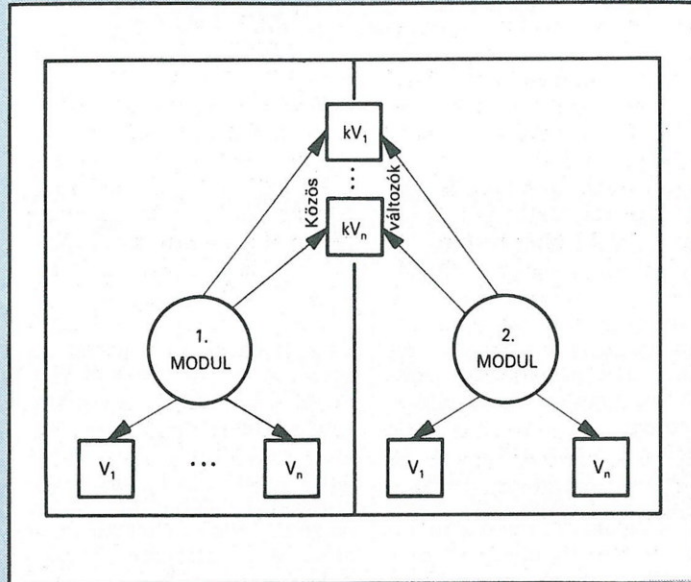 kV₁
...
Közös változók
kVₙ
1.
MODUL
2.
MODUL
V₁ ... Vₙ
V₁ Vₙ